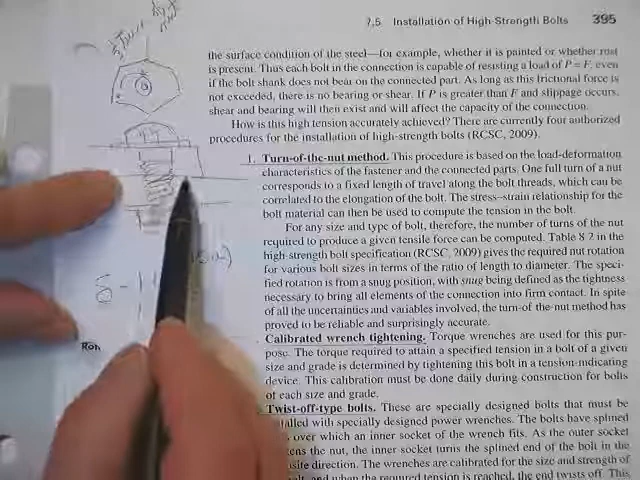 7.5 Installation of High-Strength Bolts 395
the surface condition of the steel—for example, whether it is painted or whether rust
is present. Thus each bolt in the connection is capable of resisting a load of P = F, even
if the bolt shank does not bear on the connected part. As long as this frictional force is
not exceeded, there is no bearing or shear. If P is greater than F and slippage occurs,
shear and bearing will then exist and will affect the capacity of the connection.
How is this high tension accurately achieved? There are currently four authorized
procedures for the installation of high-strength bolts (RCSC, 2009).
1. Turn-of-the-nut method. This procedure is based on the load-deformation
characteristics of the fastener and the connected parts. One full turn of a nut
corresponds to a fixed length of travel along the bolt threads, which can be
correlated to the elongation of the bolt. The stress–strain relationship for the
bolt material can then be used to compute the tension in the bolt.
For any size and type of bolt, therefore, the number of turns of the nut
required to produce a given tensile force can be computed. Table 8.2 in the
high-strength bolt specification (RCSC, 2009) gives the required nut rotation
for various bolt sizes in terms of the ratio of length to diameter. The speci-
fied rotation is from a snug position, with snug being defined as the tightness
necessary to bring all elements of the connection into firm contact. In spite
of all the uncertainties and variables involved, the turn-of-the-nut method has
proved to be reliable and surprisingly accurate.
Calibrated wrench tightening. Torque wrenches are used for this pur-
pose. The torque required to attain a specified tension in a bolt of a given
size and grade is determined by tightening this bolt in a tension-indicating
device. This calibration must be done daily during construction for bolts
of each size and grade.
Twist-off-type bolts. These are specially designed bolts that must be
installed with specially designed power wrenches. The bolts have splined
over which an inner socket of the wrench fits. As the outer socket
tens the nut, the inner socket turns the splined end of the bolt in the
site direction. The wrenches are calibrated for the size and strength of
and when the required tension is reached, the end twists off. This
Ron